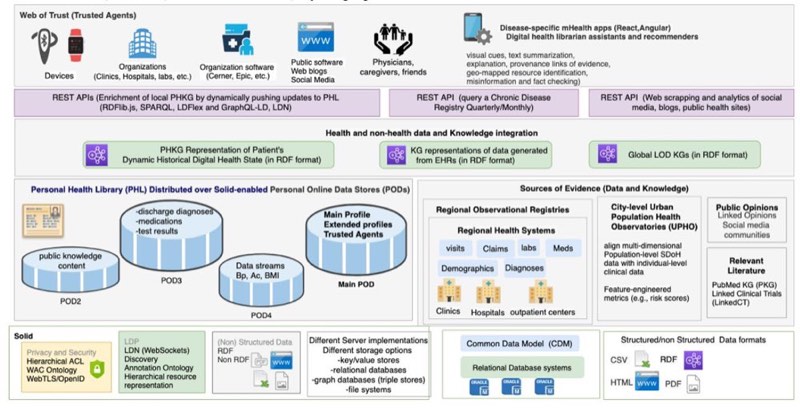 Web of Trust (Trusted Agents)
Devices
Organizations
(Clinics, Hospitals, labs, etc.)
Organization software
(Cerner, Epic, etc.)
WWW
Public software
Web blogs
Social Media
Physicians,
caregivers, friends
Disease-specific mHealth apps (React,Angular)
Digital health librarian assistants and recommenders
visual cues, text summarization,
explanation, provenance links of evidence,
geo-mapped resource identification,
misinformation and fact checking)
REST APIs (Enrichment of local PHKG by dynamically pushing updates to PHL
(RDFlib.js, SPARQL, LDFlex and GraphQL-LD, LDN)
REST API (query a Chronic Disease
Registry Quarterly/Monthly)
REST API (Web scrapping and analytics of social
media, blogs, public health sites)
Health and non-health data and Knowledge integration
PHKG Representation of Patient's
Dynamic Historical Digital Health State (in RDF format)
KG representations of data generated
from EHRs (in RDF format)
Global LOD KGs (in RDF format)
Personal Health Library (PHL) Distributed over Solid-enabled Personal Online Data Stores (PODs)
public knowledge
content
POD2
-discharge diagnoses
-medications
-test results
POD3
Data streams
Bp, Ac, BMI
POD4
Main Profile
Extended profiles
Trusted Agents
Main POD
Sources of Evidence (Data and Knowledge)
Regional Observational Registries
Regional Health Systems
visits
Claims
labs
Meds
Demographics
Diagnoses
Clinics
Hospitals
outpatient centers
City-level Urban
Population Health
Observatories (UPHO)
align multi-dimensional
Population-level SDoH
data with individual-level
clinical data
Feature-engineered
metrics (e.g., risk scores)
Public Opinions
Linked Opinions
Social media
communities
Relevant
Literature
PubMed KG (PKG)
Linked Clinical Trials
(LinkedCT)
Solid
Privacy and Security
Hierarchical ACL
WAC Ontology
WebTLS/OpenID
LDP
LDN (WebSockets)
Discovery
Annotation Ontology
Hierarchical resource
representation
(Non) Structured Data
RDF
Non RDF
WWW
Different Server implementations
Different storage options
-key/value stores
-relational databases
-graph databases (triple stores)
-file systems
Common Data Model (CDM)
Relational Database systems
ORACLE
ORACLE
ORACLE
Structured/non Structured Data formats
CSV
RDF
HTML
WWW
PDF